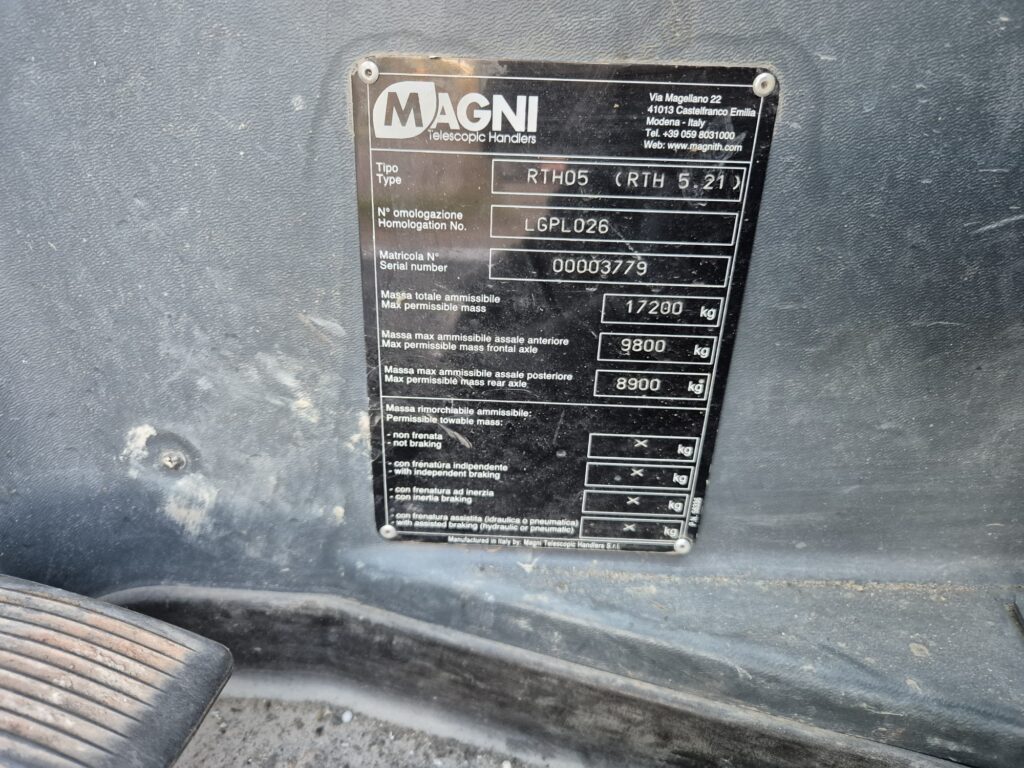 MAGNI
Telescopic Handlers
Via Magellano 22
41013 Castelfranco Emilia
Modena - Italy
Tel. +39 059 8031000
Web: www.magnith.com
Tipo
Type
RTH05 (RTH 5.21)
N° omologazione
Homologation No.
LGPL026
Matricola N°
Serial number
00003779
Massa totale ammissibile
Max permissible mass
17200 kg
Massa max ammissibile assale anteriore
Max permissible mass frontal axle
9800 kg
Massa max ammissibile assale posteriore
Max permissible mass rear axle
8900 kg
Massa rimorchiabile ammissibile:
Permissible towable mass:
- non frenata
- not braking
X kg
- con frenatura indipendente
- with independent braking
X kg
- con frenatura ad inerzia
- con inertia braking
X kg
- con frenatura assistita (idraulica o pneumatica)
- with assisted braking (hydraulic or pneumatic)
X kg
Manufactured in Italy by: Magni Telescopic Handlers S.r.l.
P.N.